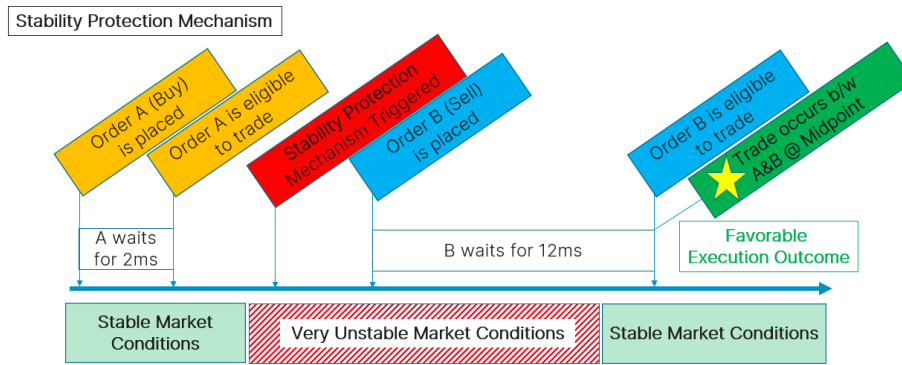 Stability Protection Mechanism
Order A (Buy)
is placed
Order A is eligible
to trade
Stability Protection
Mechanism Triggered
Order B (Sell)
is placed
Order B is eligible
to trade
Trade occurs b/w
A&B @ Midpoint
A waits
for 2ms
B waits for 12ms
Favorable
Execution Outcome
Stable Market
Conditions
Very Unstable Market Conditions
Stable Market Conditions